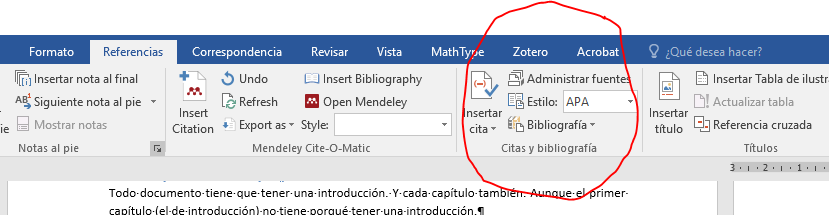 Formato Referencias Correspondencia Revisar Vista MathType Zotero Acrobat ¿Qué desea hacer?
Insertar nota al final
Siguiente nota al pie
Mostrar notas
pie
Notas al pie
Insert
Citation
Undo
Refresh
Export as
Insert Bibliography
Open Mendeley
Style:
Mendeley Cite-O-Matic
Insertar
cita
Administrar fuentes
Estilo: APA
Bibliografía
Citas y bibliografía
Insertar
título
Insertar Tabla de ilustra
Actualizar tabla
Referencia cruzada
Títulos
3 2 1
Todo documento tiene que tener una introducción. Y cada capítulo también. Aunque el primer
capítulo (el de introducción) no tiene porqué tener una introducción.¶